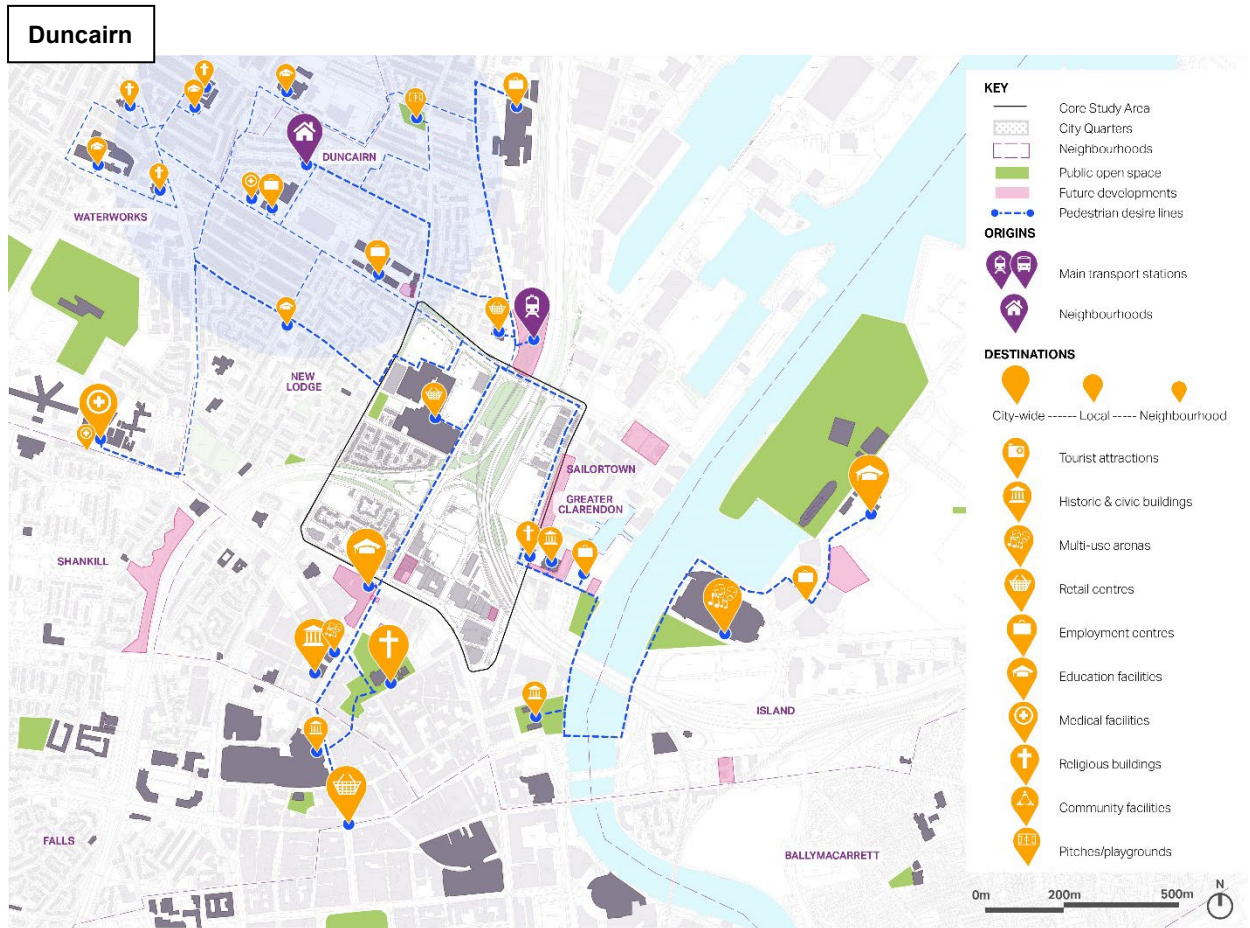 Duncairn
DUNCAIRN
WATERWORKS
NEW LODGE
SAILORTOWN
GREATER
CLARENDON
SHANKILL
ISLAND
FALLS
BALLYMACARRETT
KEY
Core Study Area
City Quarters
Neighbourhoods
Public open space
Future developments
Pedestrian desire lines
ORIGINS
Main transport stations
Neighbourhoods
DESTINATIONS
City-wide ----- Local ---- Neighbourhood
Tourist attractions
Historic & civic buildings
Multi-use arenas
Retail centres
Employment centres
Education facilities
Medical facilities
Religious buildings
Community facilities
Pitches/playgrounds
0m 200m 500m N